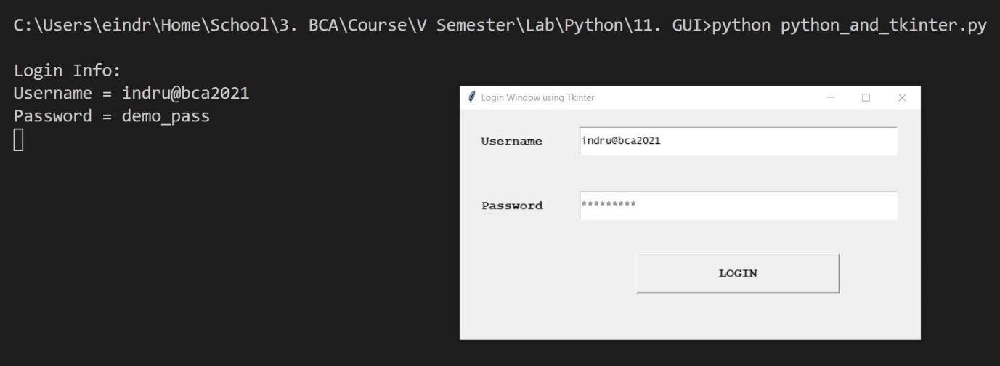 C:\Users\eindr\Home\School\3. BCA\Course\V Semester\Lab\Python\11. GUI>python python_and_tkinter.py
Login Info:
Username = indru@bca2021
Password = demo_pass
Login Window using Tkinter
Username indru@bca2021
Password *********
LOGIN